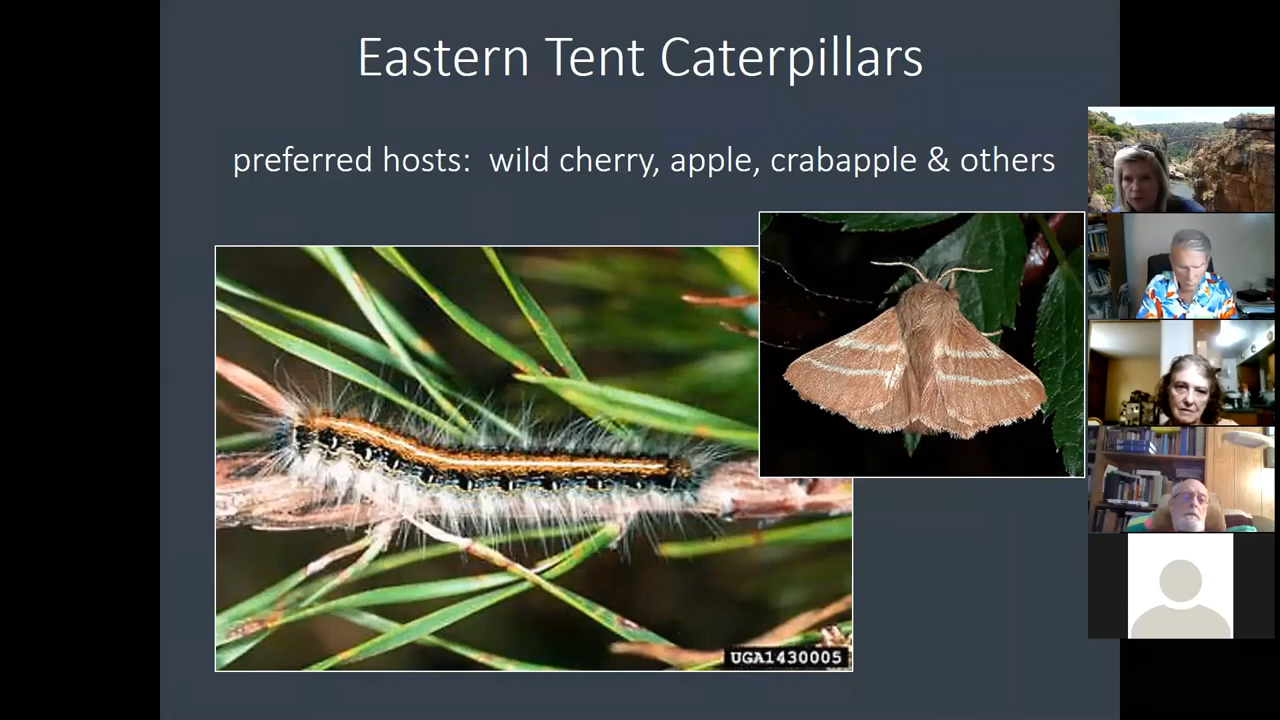 Eastern Tent Caterpillars
preferred hosts: wild cherry, apple, crabapple & others
UGA1430005